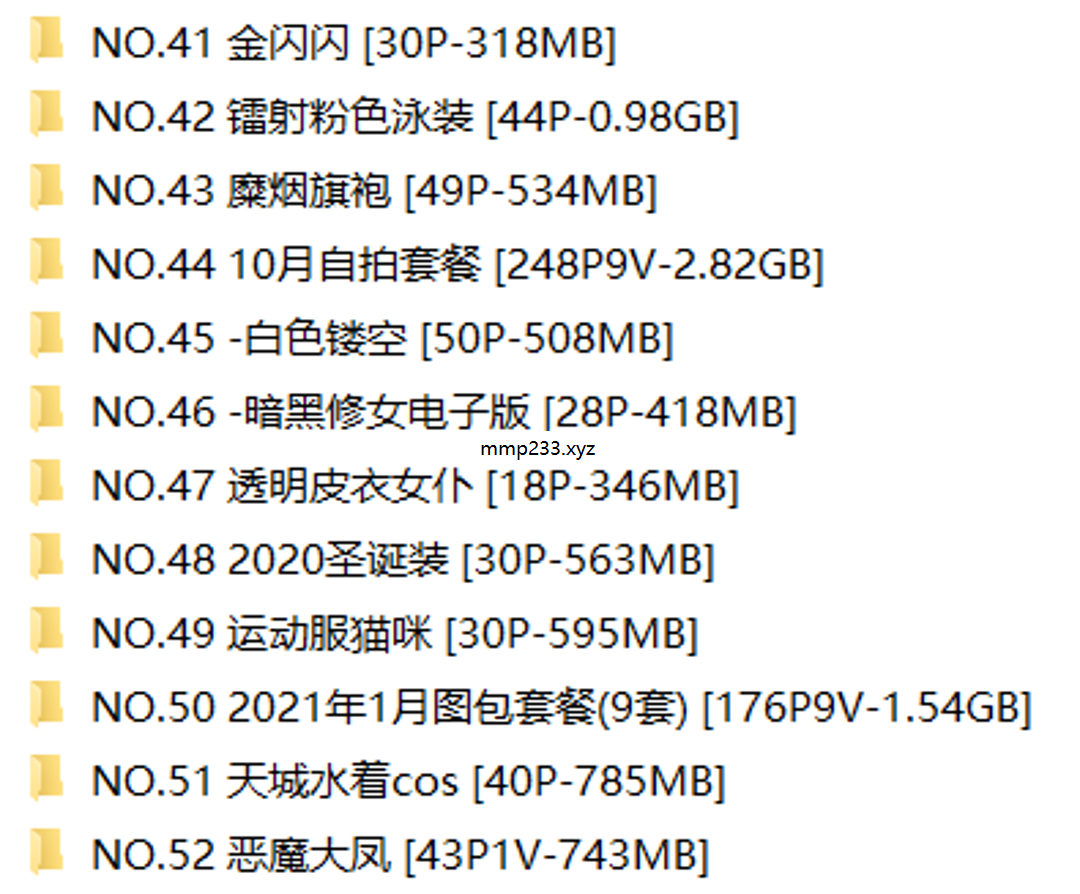 NO.41 金闪闪 [30P-318MB]
NO.42 镭射粉色泳装 [44P-0.98GB]
NO.43 糜烟旗袍 [49P-534MB]
NO.44 10月自拍套餐 [248P9V-2.82GB]
NO.45 -白色镂空 [50P-508MB]
NO.46 -暗黑修女电子版 [28P-418MB]
mmp233.xyz
NO.47 透明皮衣女仆 [18P-346MB]
NO.48 2020圣诞装 [30P-563MB]
NO.49 运动服猫咪 [30P-595MB]
NO.50 2021年1月图包套餐(9套) [176P9V-1.54GB]
NO.51 天城水着cos [40P-785MB]
NO.52 恶魔大凤 [43P1V-743MB]